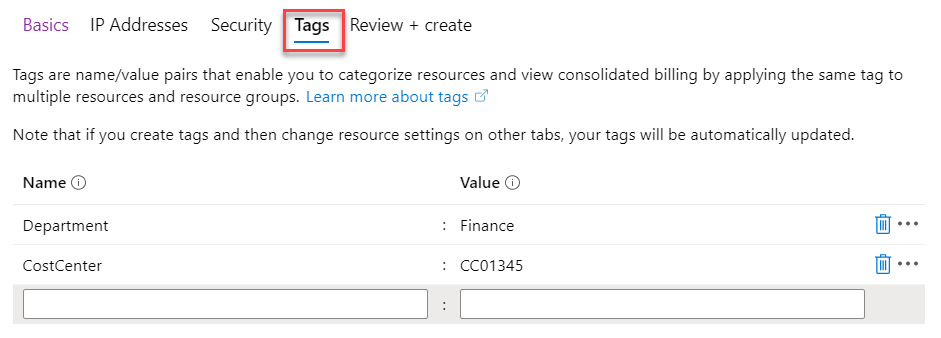 Basics IP Addresses Security Tags Review + create
Tags are name/value pairs that enable you to categorize resources and view consolidated billing by applying the same tag to
multiple resources and resource groups. Learn more about tags
Note that if you create tags and then change resource settings on other tabs, your tags will be automatically updated.
Name Value
Department : Finance
CostCenter : CC01345
: